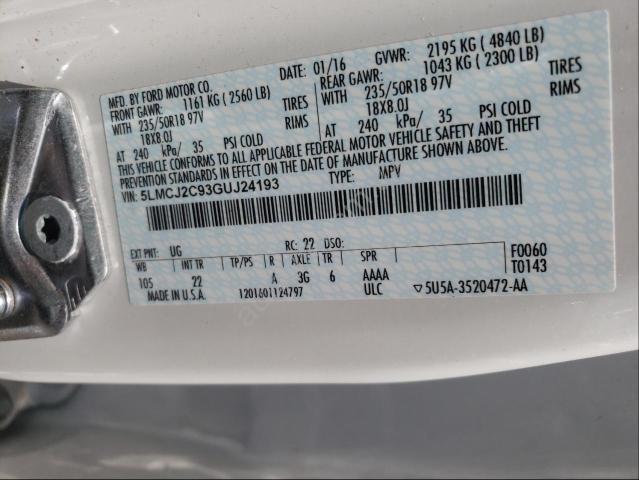 MFD. BY FORD MOTOR CO. DATE: 01/16 GVWR: 2195 KG ( 4840 LB)
FRONT GAWR: 1161 KG ( 2560 LB) REAR GAWR: 1043 KG ( 2300 LB)
WITH 235/50R18 97V TIRES WITH 235/50R18 97V TIRES
18X8.0J RIMS 18X8.0J RIMS
AT 240 kPa/ 35 PSI COLD AT 240 kPa/ 35 PSI COLD
THIS VEHICLE CONFORMS TO ALL APPLICABLE FEDERAL MOTOR VEHICLE SAFETY AND THEFT
PREVENTION STANDARDS IN EFFECT ON THE DATE OF MANUFACTURE SHOWN ABOVE.
VIN: 5LMCJ2C93GUJ24193 TYPE: MPV
EXT PNT: UG RC: 22 DSO: F0060
WB INT TR TP/PS R AXLE TR SPR T0143
105 22 A 3G 6 AAAA
MADE IN U.S.A. 1201601124797 ULC ▽5U5A-3520472-AA